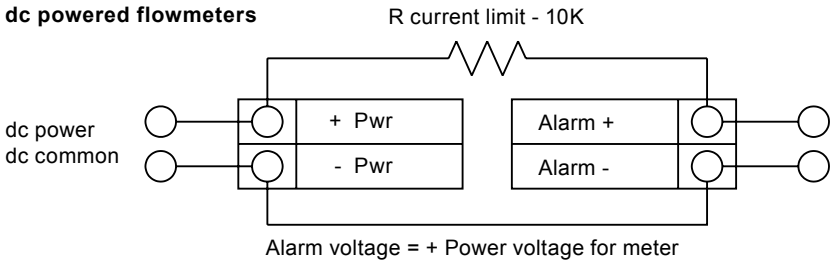 dc powered flowmeters
R current limit - 10K
+ Pwr
Alarm +
dc power
dc common
- Pwr
Alarm -
Alarm voltage = + Power voltage for meter